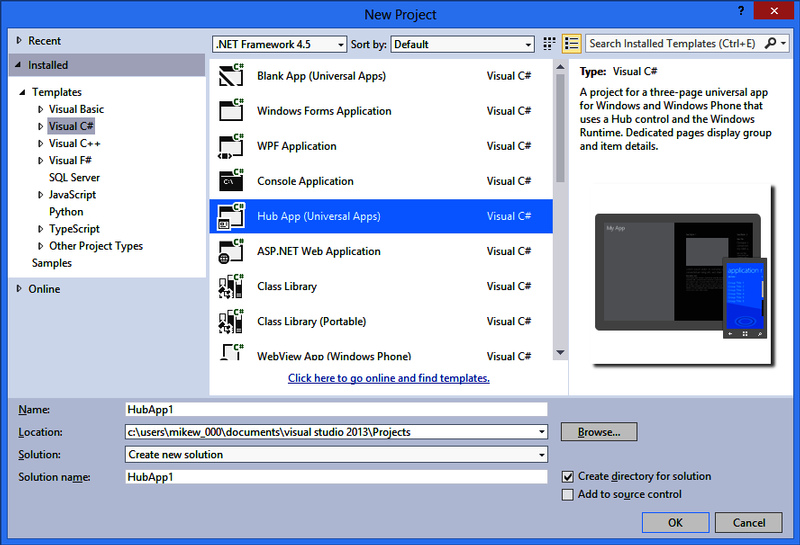 New Project
? ×
Recent
Installed
Templates
Visual Basic
Visual C#
Visual C++
Visual F#
SQL Server
JavaScript
Python
TypeScript
Other Project Types
Samples
Online
.NET Framework 4.5
Sort by: Default
Search Installed Templates (Ctrl+E)
C# Blank App (Universal Apps) Visual C#
C# Windows Forms Application Visual C#
C# WPF Application Visual C#
C# C:\ Console Application Visual C#
C# Hub App (Universal Apps) Visual C#
C# ASP.NET Web Application Visual C#
C# Class Library Visual C#
C# Class Library (Portable) Visual C#
C# WebView App (Windows Phone) Visual C#
Click here to go online and find templates.
Type: Visual C#
A project for a three-page universal app
for Windows and Windows Phone that
uses a Hub control and the Windows
Runtime. Dedicated pages display group
and item details.
My App
application
Name: HubApp1
Location: c:\users\mikew_000\documents\visual studio 2013\Projects
Browse...
Solution: Create new solution
Solution name: HubApp1
Create directory for solution
Add to source control
OK
Cancel